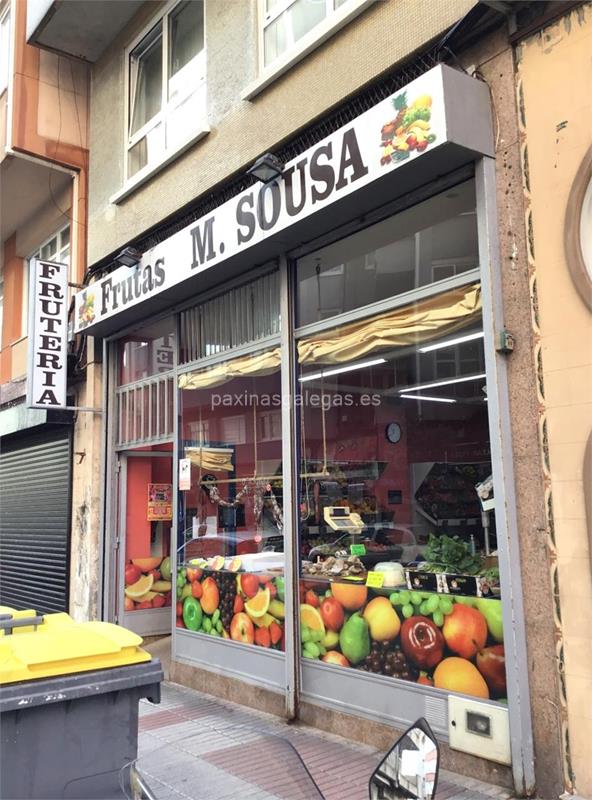 Frutas M. SOUSA
FRUTERIA
paxinasgalegas.es